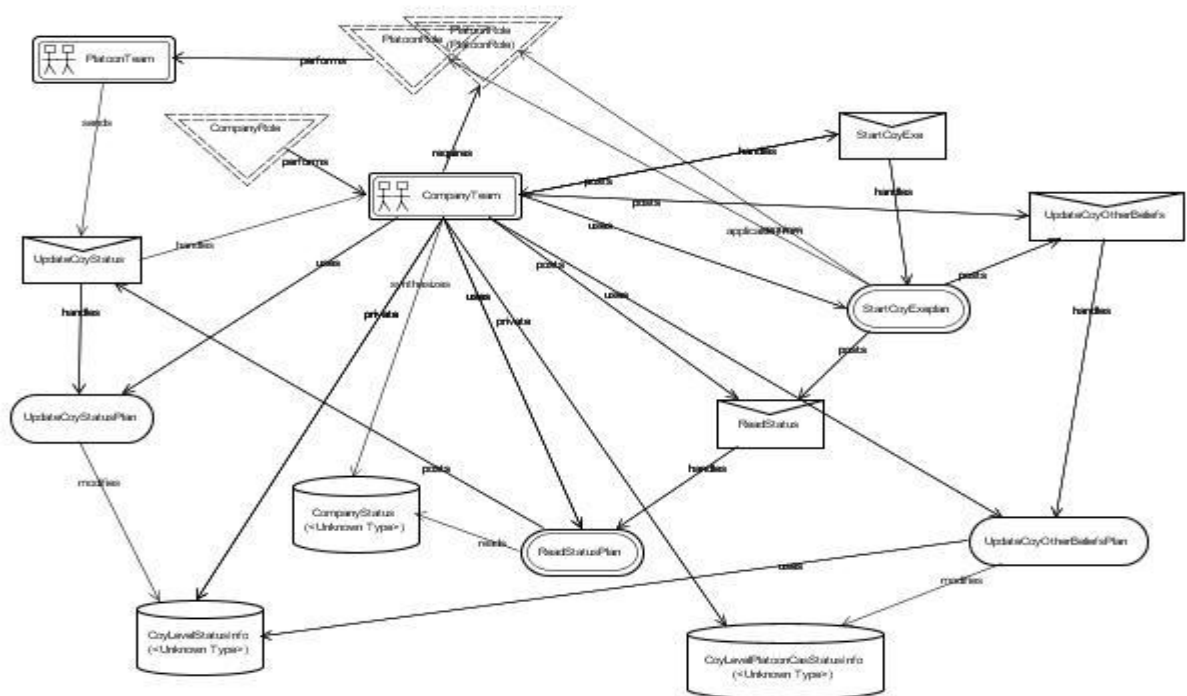 PlatoonRole
(PlatoonRole)
PlatoonRole
PlatoonTeam
performs
sends
CompanyRole
performs
requires
StartCoyExe
handles
handles
posts
CompanyTeam
posts
UpdateCoyOtherBeliefs
UpdateCoyStatus
handles
uses
uses
posts
uses
synthesizes
StartCoyExeplan
posts
handles
handles
private
uses
private
posts
UpdateCoyStatusPlan
ReadStatus
modifies
posts
handles
CompanyStatus
(<Unknown Type>)
reads
ReadStatusPlan
UpdateCoyOtherBeliefsPlan
uses
modifies
CoyLevelStatusInfo
(<Unknown Type>)
CoyLevelPlatoonCasStatusInfo
(<Unknown Type>)